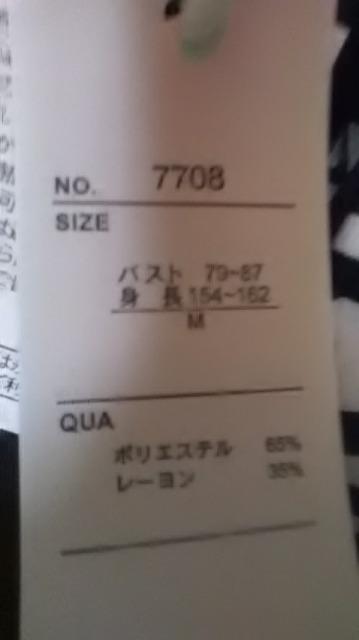 NO. 7708
SIZE
バスト 79~87
身 長 154~162
M
QUA
ポリエステル 65%
レーヨン 35%